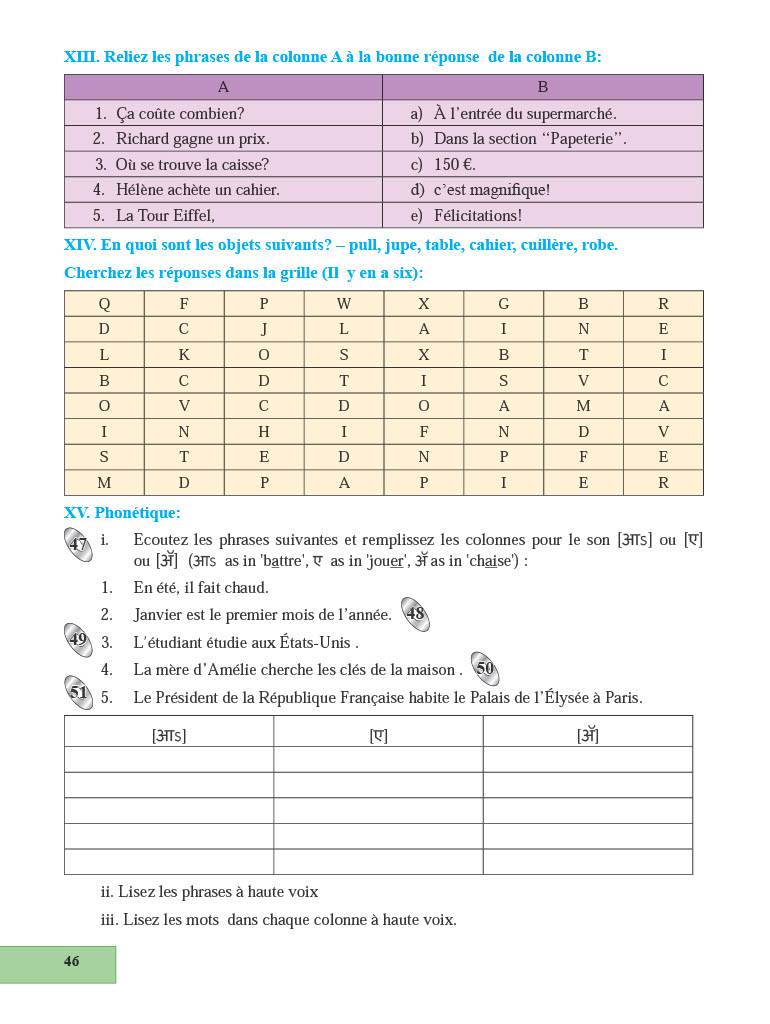 XIII. Reliez les phrases de la colonne A à la bonne réponse de la colonne B:
A B
1. Ça coûte combien? a) À l'entrée du supermarché.
2. Richard gagne un prix. b) Dans la section "Papeterie".
3. Où se trouve la caisse? c) 150 €.
4. Hélène achète un cahier. d) c'est magnifique!
5. La Tour Eiffel, e) Félicitations!
XIV. En quoi sont les objets suivants? – pull, jupe, table, cahier, cuillère, robe.
Cherchez les réponses dans la grille (Il y en a six):
Q F P W X G B R
D C J L A I N E
L K O S X B T I
B C D T I S V C
O V C D O A M A
I N H I F N D V
S T E D N P F E
M D P A P I E R
XV. Phonétique:
47 i. Ecoutez les phrases suivantes et remplissez les colonnes pour le son [आऽ] ou [ए]
ou [ॲ] (आऽ as in 'battre', ए as in 'jouer', ॲ as in 'chaise') :
1. En été, il fait chaud.
2. Janvier est le premier mois de l'année. 48
49 3. L'étudiant étudie aux États-Unis .
4. La mère d'Amélie cherche les clés de la maison . 50
51 5. Le Président de la République Française habite le Palais de l'Élysée à Paris.
[आऽ] [ए] [ॲ]
ii. Lisez les phrases à haute voix
iii. Lisez les mots dans chaque colonne à haute voix.
46